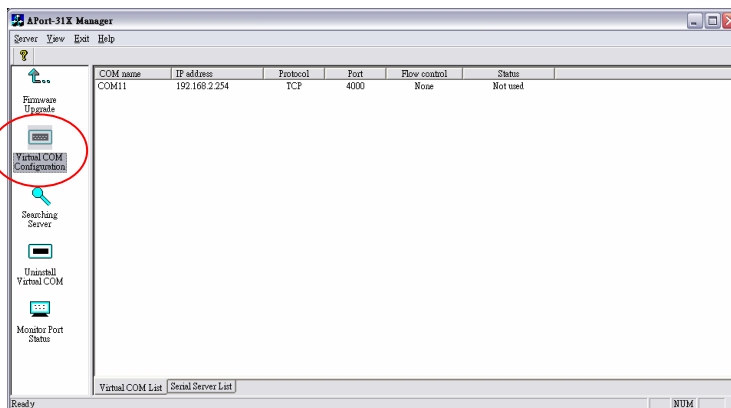 APort-31X Manager
Server View Exit Help
Firmware
Upgrade
Virtual COM
Configuration
Searching
Server
Uninstall
Virtual COM
Monitor Port
Status
COM name IP address Protocol Port Flow control Status
COM11 192.168.2.254 TCP 4000 None Not used
Virtual COM List Serial Server List
Ready NUM